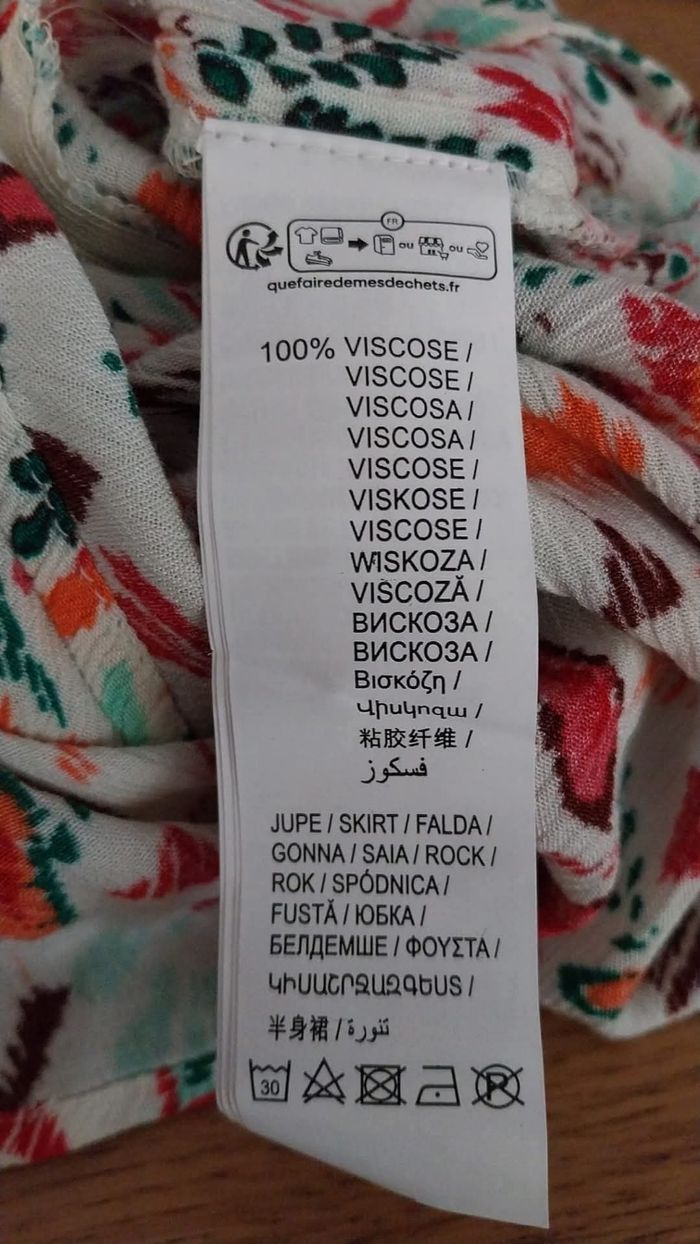 FR
ou ou
quefairedemesdechets.fr
100% VISCOSE /
VISCOSE /
VISCOSA /
VISCOSA /
VISCOSE /
VISKOSE /
VISCOSE /
WISKOZA /
VISCOZĂ /
ВИСКОЗА /
ВИСКОЗА /
Βισκόζη /
Վիսկոզա /
粘胶纤维 /
فسكوز
JUPE / SKIRT / FALDA /
GONNA / SAIA / ROCK /
ROK / SPÓDNICA /
FUSTĂ / ЮБКА /
БЕЛДЕМШЕ / ΦΟΥΣΤΑ /
ԿԻՍԱՇՐՋԱԶԳԵՍՏ /
半身裙 / تنورة
30 P